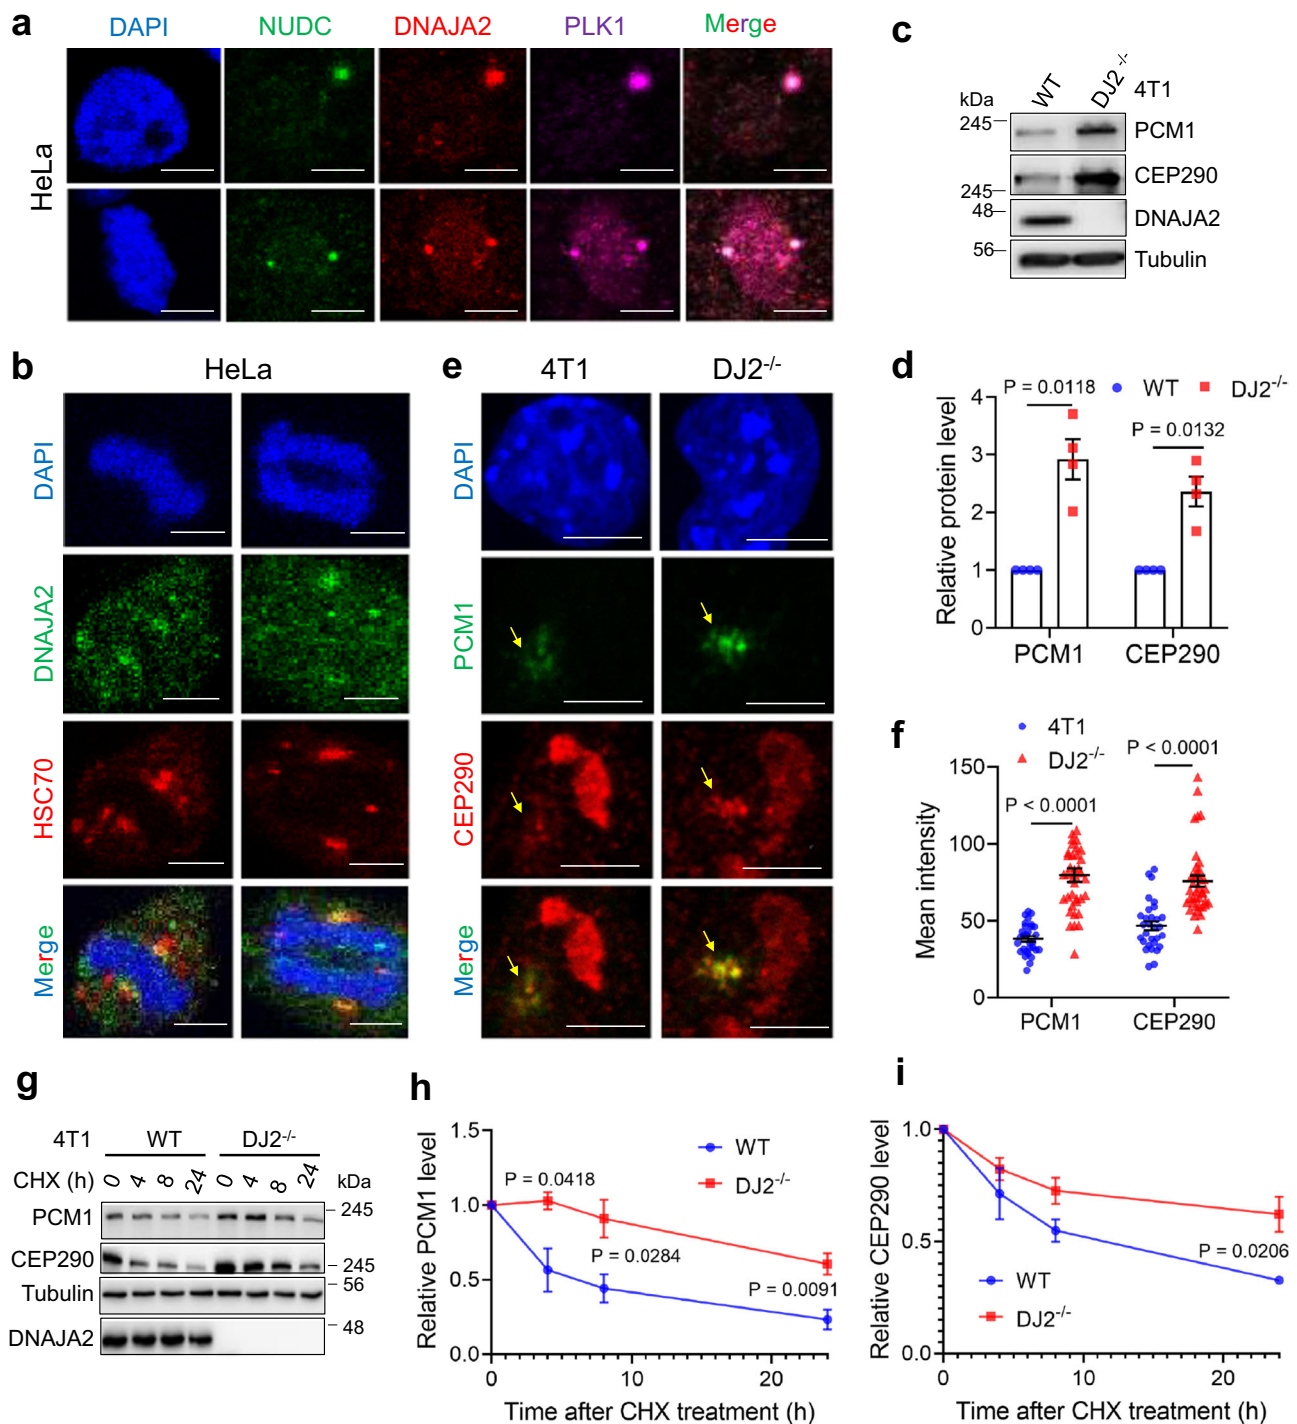 a
DAPI NUDC DNAJA2 PLK1 Merge
HeLa
c
WT DJ2-/- 4T1
kDa
245 PCM1
CEP290
245
48 DNAJA2
56 Tubulin
b
HeLa
DAPI
DNAJA2
HSC70
Merge
e
4T1 DJ2-/-
DAPI
PCM1
CEP290
Merge
d
WT DJ2-/-
P = 0.0118
P = 0.0132
Relative protein level
4
3
2
1
0
PCM1 CEP290
f
4T1
DJ2-/-
P < 0.0001
P < 0.0001
Mean intensity
150
100
50
0
PCM1 CEP290
g
4T1 WT DJ2-/-
CHX (h) 0 4 8 24 0 4 8 24 kDa
PCM1 245
CEP290 245
Tubulin 56
DNAJA2 48
h
Relative PCM1 level
1.5
1.0
0.5
0.0
WT
DJ2-/-
P = 0.0418
P = 0.0284
P = 0.0091
0 10 20
Time after CHX treatment (h)
i
Relative CEP290 level
1.0
0.5
0.0
P = 0.0206
WT
DJ2-/-
0 10 20
Time after CHX treatment (h)